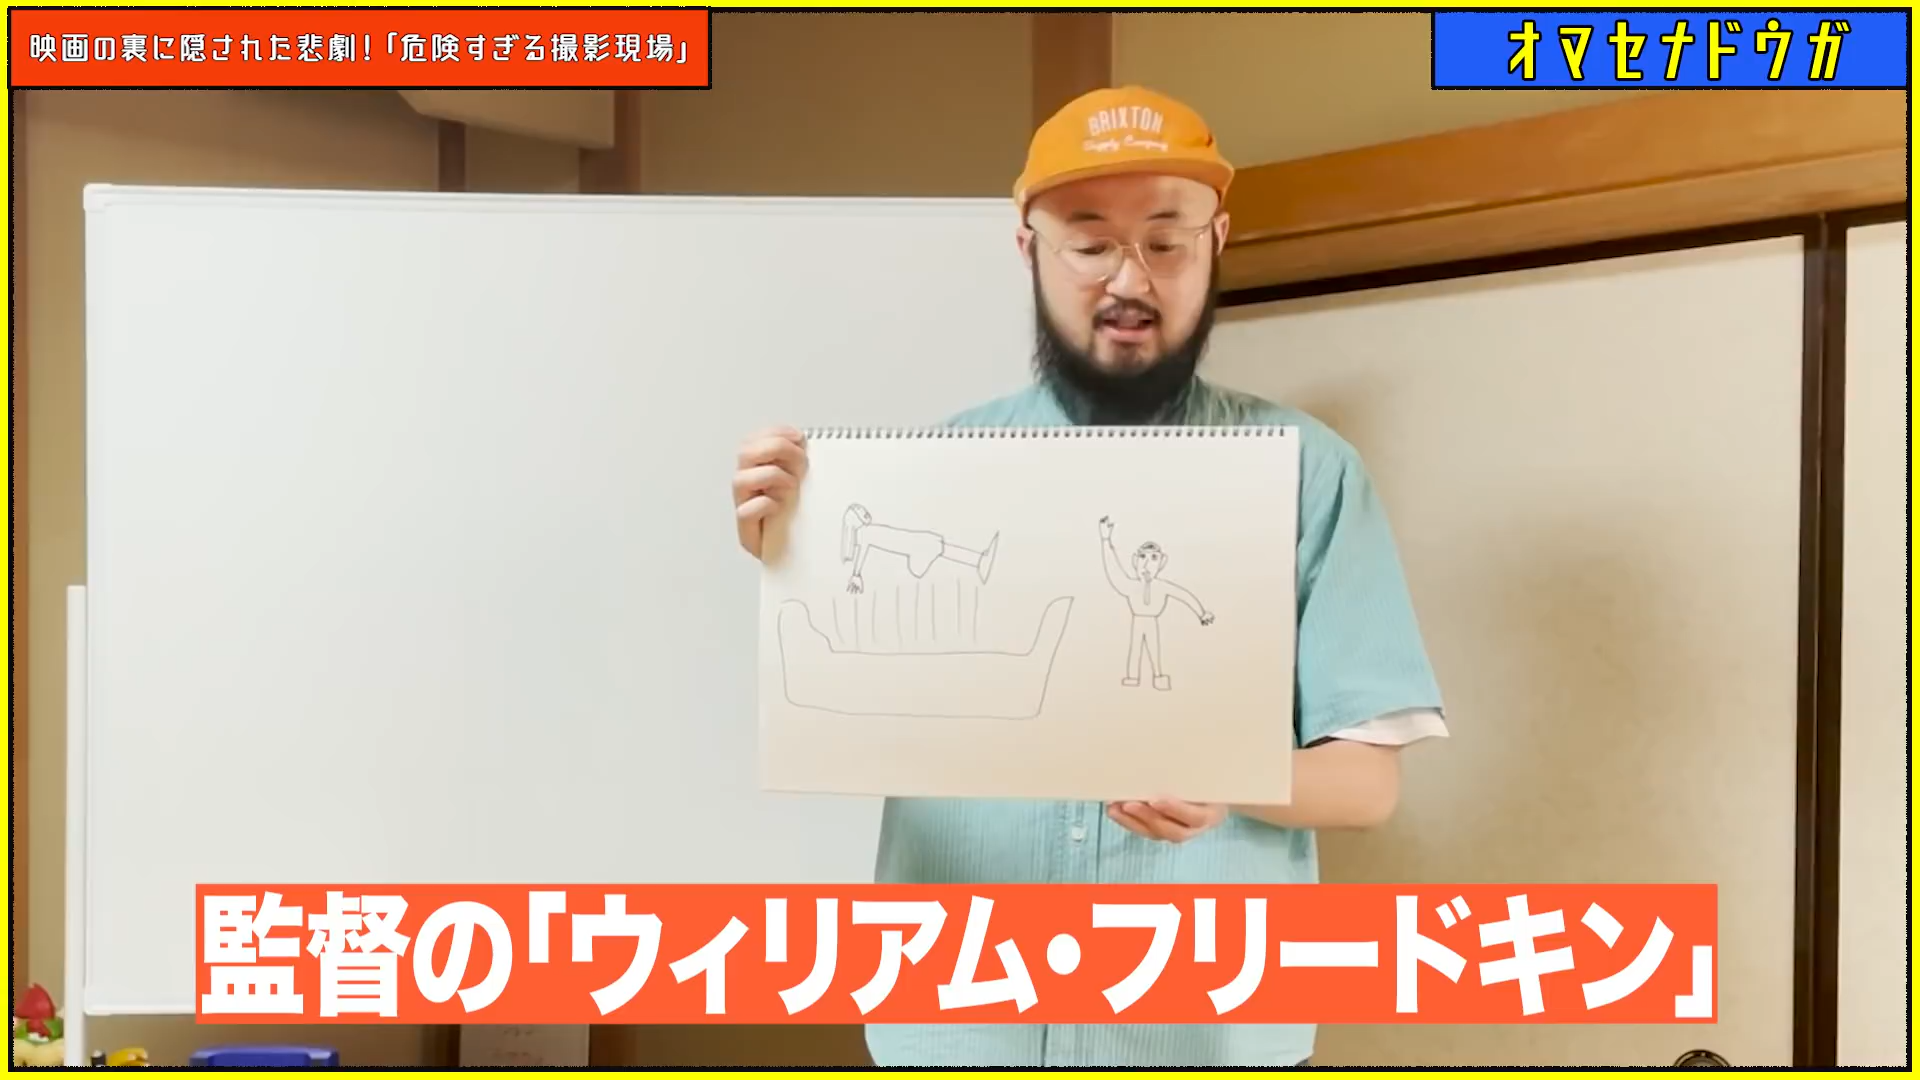 映画の裏に隠された悲劇！「危険すぎる撮影現場」
オマセナドウガ
BRIXTON
Supply Company
監督の「ウィリアム・フリードキン」